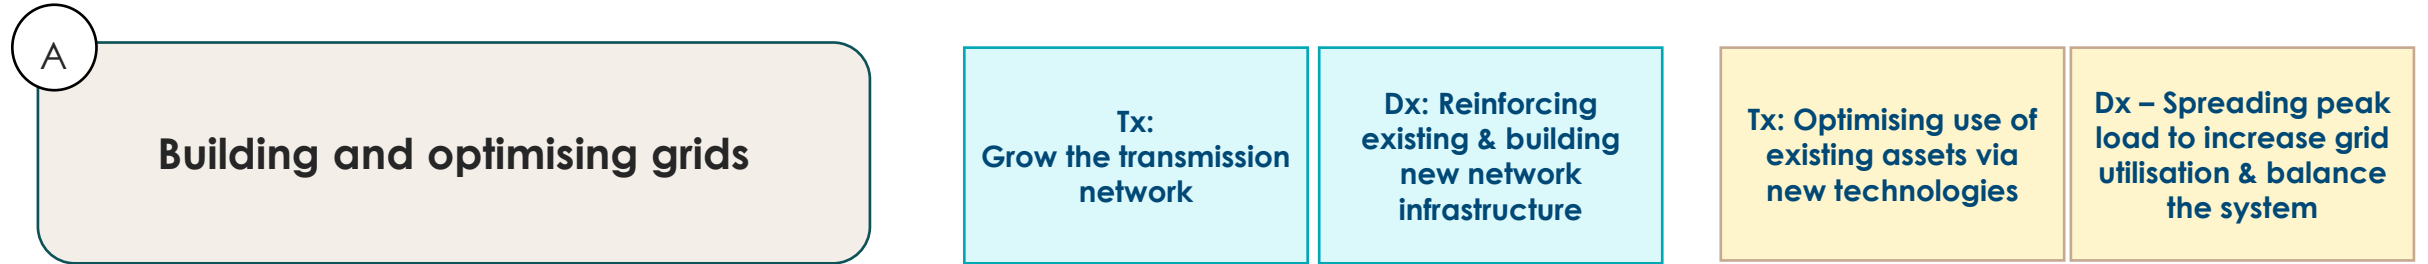 A
Building and optimising grids
Tx:
Grow the transmission
network
Dx: Reinforcing
existing & building
new network
infrastructure
Tx: Optimising use of
existing assets via
new technologies
Dx – Spreading peak
load to increase grid
utilisation & balance
the system